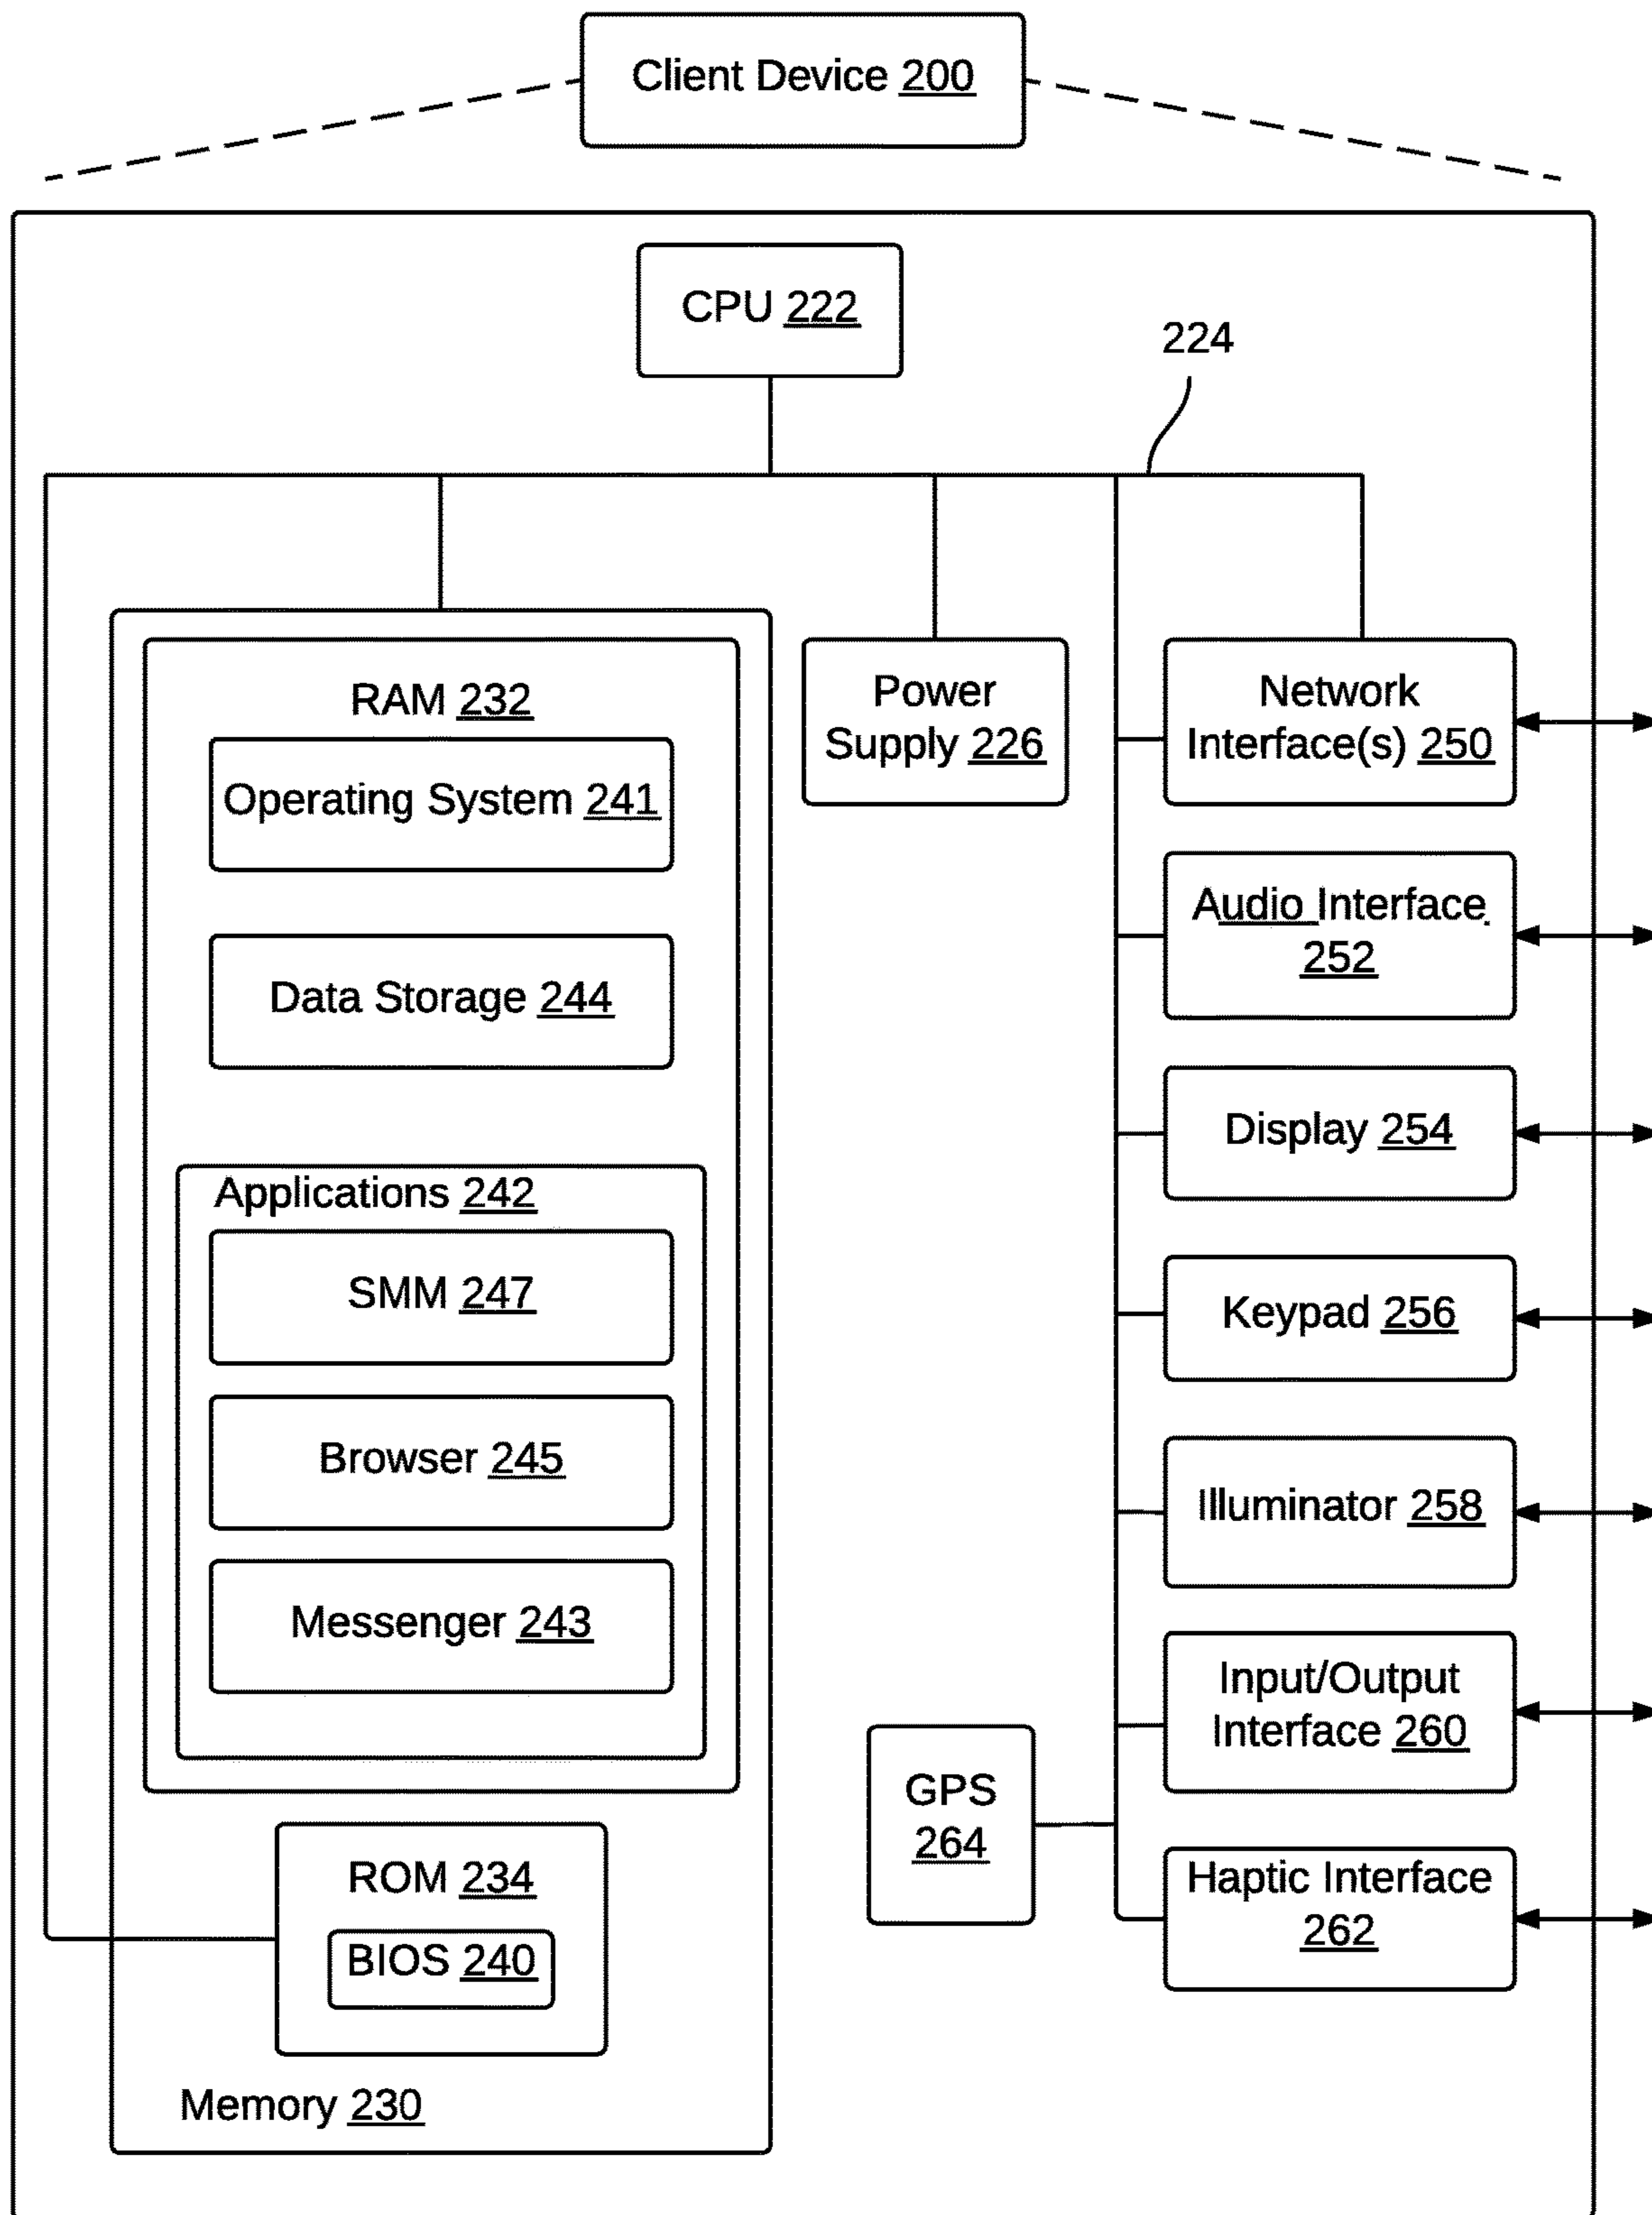 Client Device 200
CPU 222
224
RAM 232
Operating System 241
Data Storage 244
Applications 242
SMM 247
Browser 245
Messenger 243
ROM 234
BIOS 240
Memory 230
Power
Supply 226
GPS
264
Network
Interface(s) 250
Audio Interface
252
Display 254
Keypad 256
Illuminator 258
Input/Output
Interface 260
Haptic Interface
262